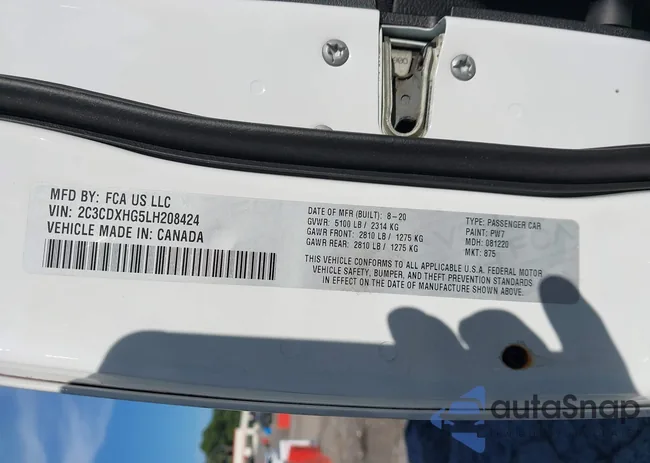 MFD BY: FCA US LLC
VIN: 2C3CDXHG5LH208424
VEHICLE MADE IN: CANADA
DATE OF MFR (BUILT): 8-20
GVWR: 5100 LB / 2314 KG
GAWR FRONT: 2810 LB / 1275 KG
GAWR REAR: 2810 LB / 1275 KG
TYPE: PASSENGER CAR
PAINT: PW7
MDH: 081220
MKT: 875
THIS VEHICLE CONFORMS TO ALL APPLICABLE U.S.A. FEDERAL MOTOR
VEHICLE SAFETY, BUMPER, AND THEFT PREVENTION STANDARDS
IN EFFECT ON THE DATE OF MANUFACTURE SHOWN ABOVE.
autoSnap